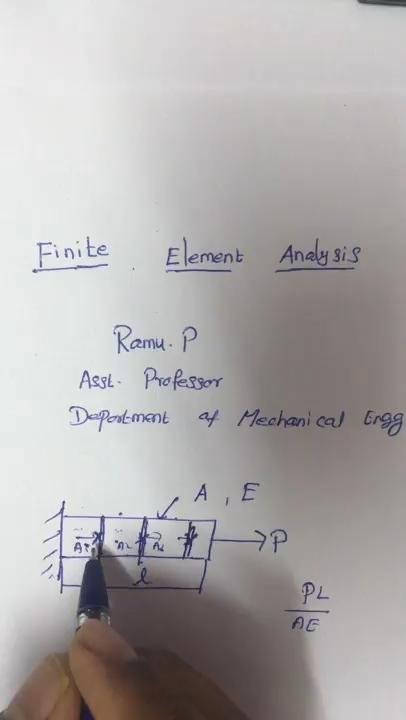 Finite Element Analysis
Ramu. P
Asst. Professor
Department of Mechanical Engg
A, E
P
l
PL
AE